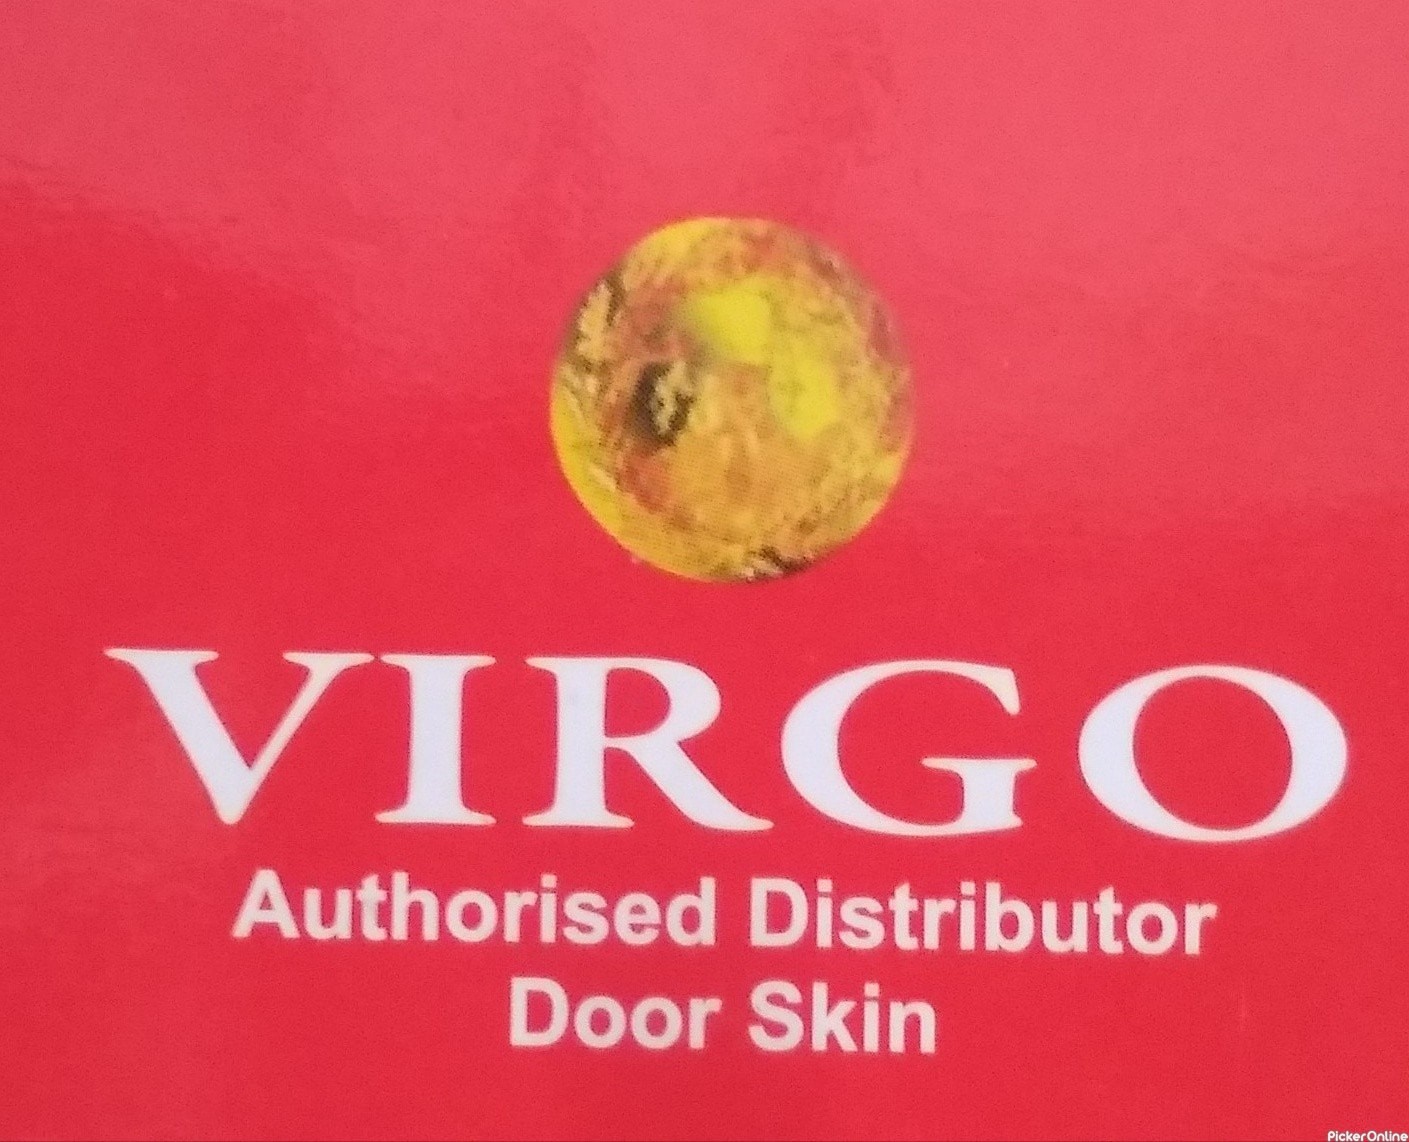 VIRGO
Authorised Distributor
Door Skin
PickerOnline